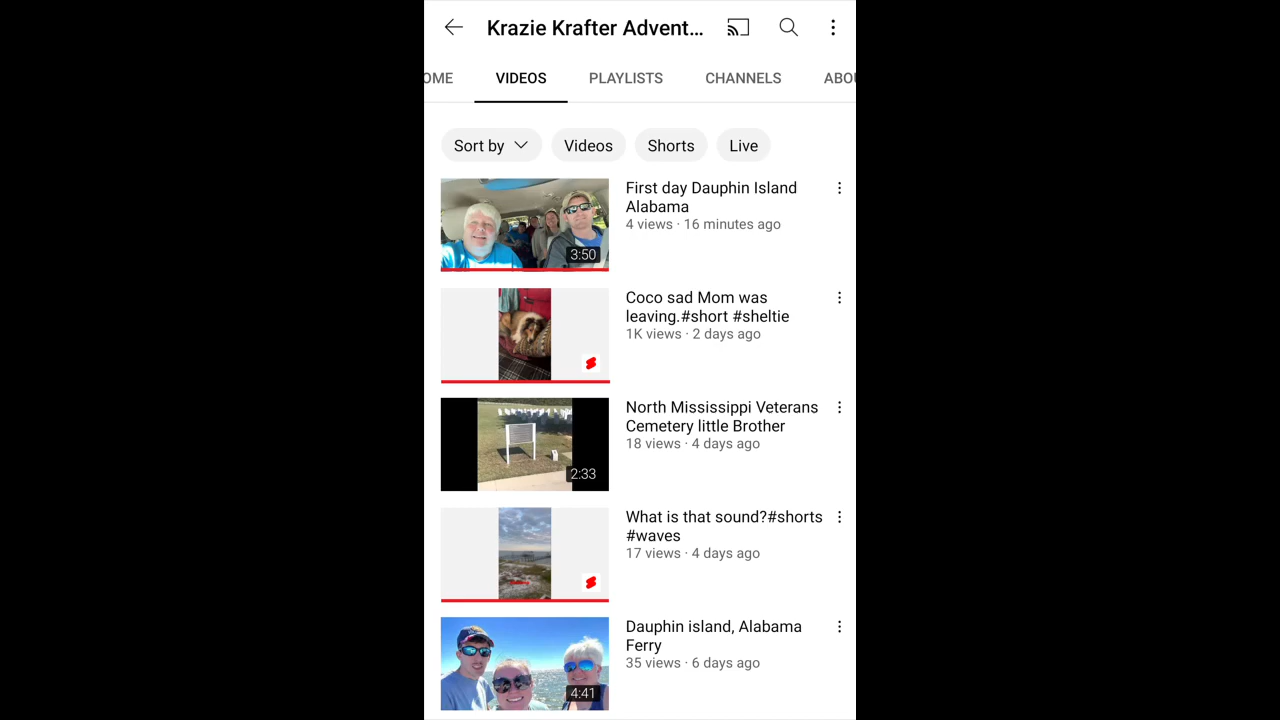 Krazie Krafter Advent...
OME VIDEOS PLAYLISTS CHANNELS ABOU
Sort by Videos Shorts Live
First day Dauphin Island
Alabama
4 views · 16 minutes ago
3:50
Coco sad Mom was
leaving.#short #sheltie
1K views · 2 days ago
North Mississippi Veterans
Cemetery little Brother
18 views · 4 days ago
2:33
What is that sound?#shorts
#waves
17 views · 4 days ago
Dauphin island, Alabama
Ferry
35 views · 6 days ago
4:41